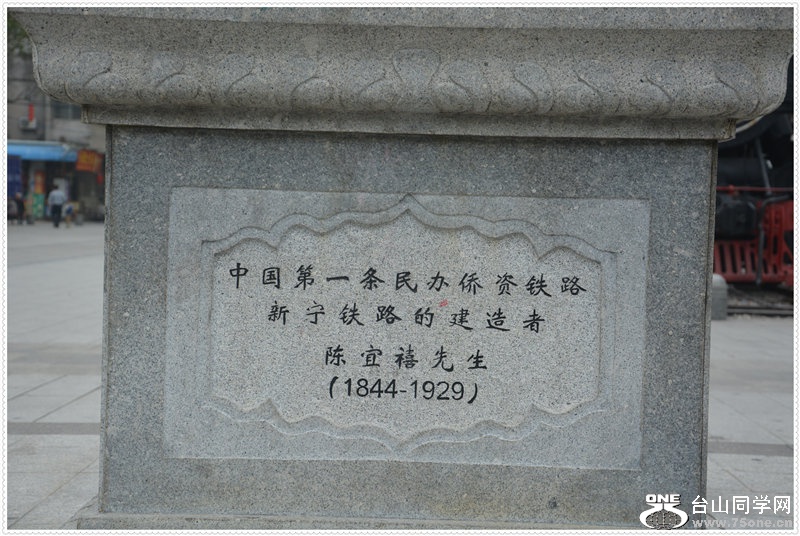 中国第一条民办侨资铁路
新宁铁路的建造者
陈宜禧先生
(1844-1929)
ONE
台山同学网
www.75one.cn